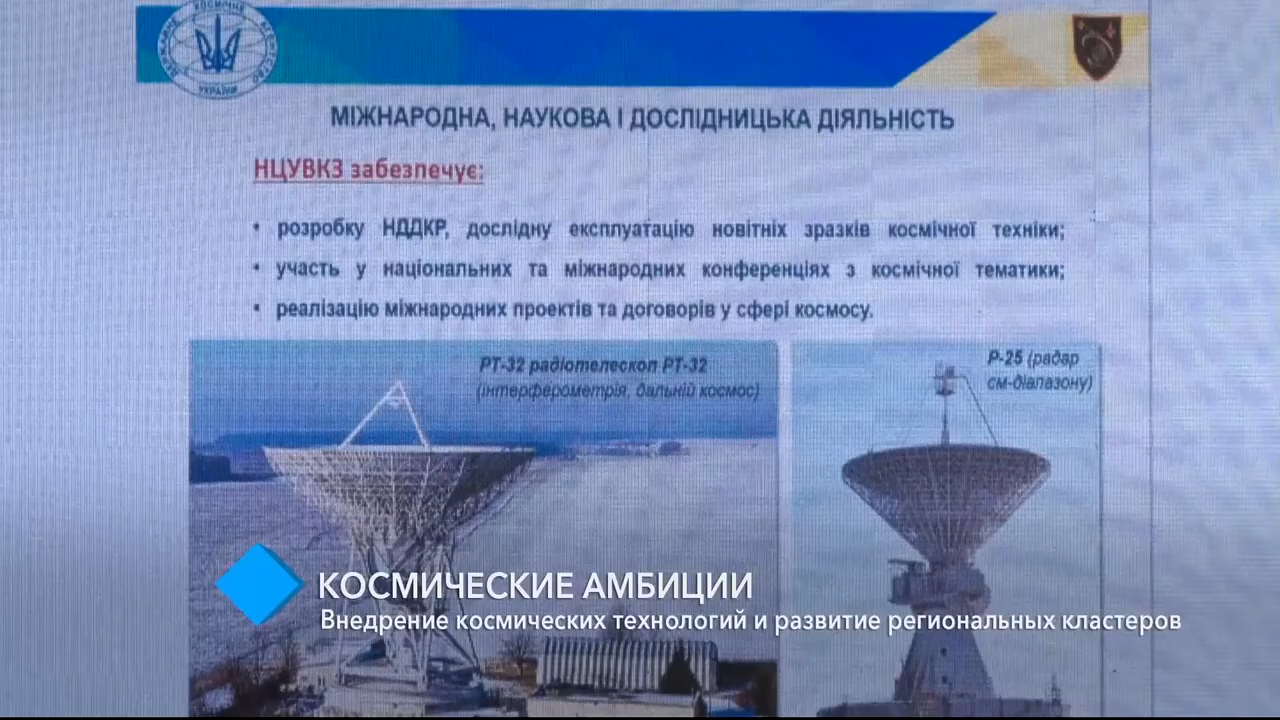 КОСМІЧНЕ
УКРАЇНИ
МІЖНАРОДНА, НАУКОВА І ДОСЛІДНИЦЬКА ДІЯЛЬНІСТЬ
НЦУВКЗ забезпечує:
• розробку НДДКР, дослідну експлуатацію новітніх зразків космічної техніки;
• участь у національних та міжнародних конференціях з космічної тематики;
• реалізацію міжнародних проектів та договорів у сфері космосу.
РТ-32 радіотелескоп РТ-32
(інтерферометрія, дальній космос)
Р-25 (радар
см-діапазону)
КОСМИЧЕСКИЕ АМБИЦИИ
Внедрение космических технологий и развитие региональных кластеров